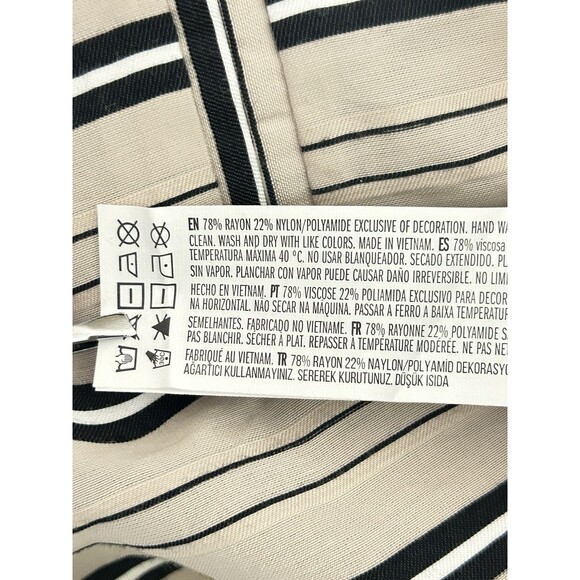 EN 78% RAYON 22% NYLON/POLYAMIDE EXCLUSIVE OF DECORATION. HAND WA
CLEAN. WASH AND DRY WITH LIKE COLORS. MADE IN VIETNAM. ES 78% viscosa
TEMPERATURA MAXIMA 40 °C. NO USAR BLANQUEADOR. SECADO EXTENDIDO. PL
SIN VAPOR. PLANCHAR CON VAPOR PUEDE CAUSAR DAÑO IRREVERSIBLE. NO LIM
HECHO EN VIETNAM. PT 78% VISCOSE 22% POLIAMIDA EXCLUSIVO PARA DECOR
NA HORIZONTAL. NÃO SECAR NA MÁQUINA. PASSAR A FERRO A BAIXA TEMPERATUR
SEMELHANTES. FABRICADO NO VIETNAME. FR 78% RAYONNE 22% POLYAMIDE S
PAS BLANCHIR. SÉCHER À PLAT. REPASSER À TEMPÉRATURE MODÉRÉE. NE PAS NET
FABRIQUÉ AU VIETNAM. TR 78% RAYON 22% NAYLON/POLYAMİD DEKORASYO
AĞARTICI KULLANMAYINIZ. SEREREK KURUTUNUZ. DÜŞÜK ISIDA